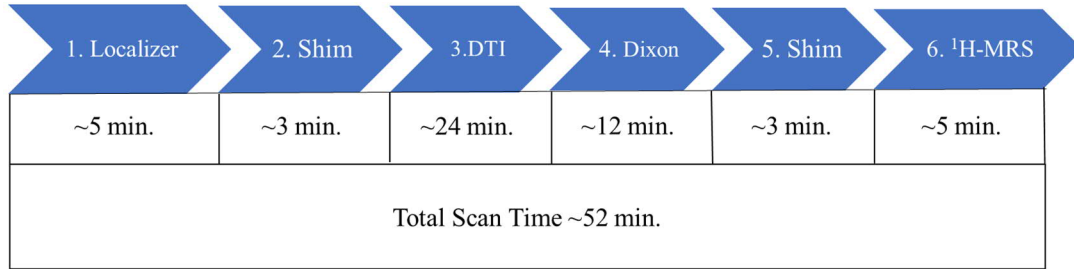 1. Localizer
2. Shim
3.DTI
4. Dixon
5. Shim
6. ¹H-MRS
~5 min.
~3 min.
~24 min.
~12 min.
~3 min.
~5 min.
Total Scan Time ~52 min.